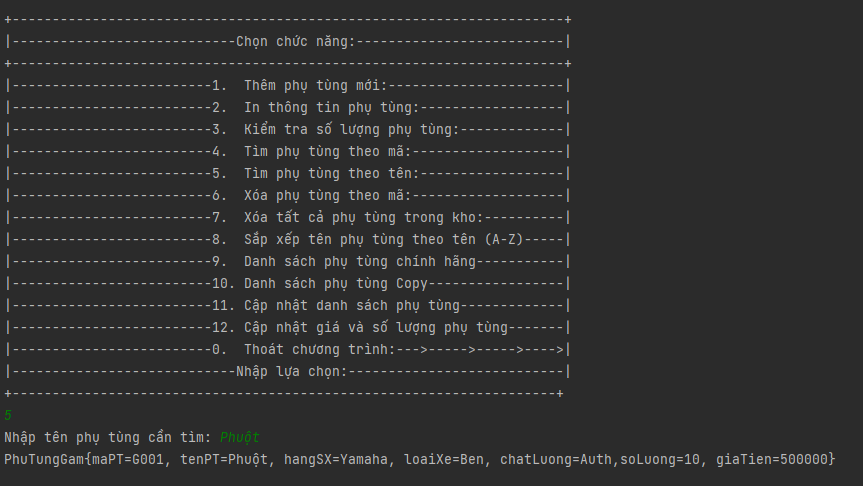 +---------------------------------------------------------------------+
|----------------------------Chọn chức năng:--------------------------|
+---------------------------------------------------------------------+
|-------------------------1.  Thêm phụ tùng mới:----------------------|
|-------------------------2.  In thông tin phụ tùng:------------------|
|-------------------------3.  Kiểm tra số lượng phụ tùng:-------------|
|-------------------------4.  Tìm phụ tùng theo mã:-------------------|
|-------------------------5.  Tìm phụ tùng theo tên:------------------|
|-------------------------6.  Xóa phụ tùng theo mã:-------------------|
|-------------------------7.  Xóa tất cả phụ tùng trong kho:----------|
|-------------------------8.  Sắp xếp tên phụ tùng theo tên (A-Z)-----|
|-------------------------9.  Danh sách phụ tùng chính hãng-----------|
|-------------------------10. Danh sách phụ tùng Copy-----------------|
|-------------------------11. Cập nhật danh sách phụ tùng-------------|
|-------------------------12. Cập nhật giá và số lượng phụ tùng-------|
|-------------------------0.  Thoát chương trình:--->----->----->---->|
|----------------------------Nhập lựa chọn:---------------------------|
+--------------------------------------------------------------------+
5
Nhập tên phụ tùng cần tìm: Phuột
PhuTungGam{maPT=G001, tenPT=Phuột, hangSX=Yamaha, loaiXe=Ben, chatLuong=Auth,soLuong=10, giaTien=500000}